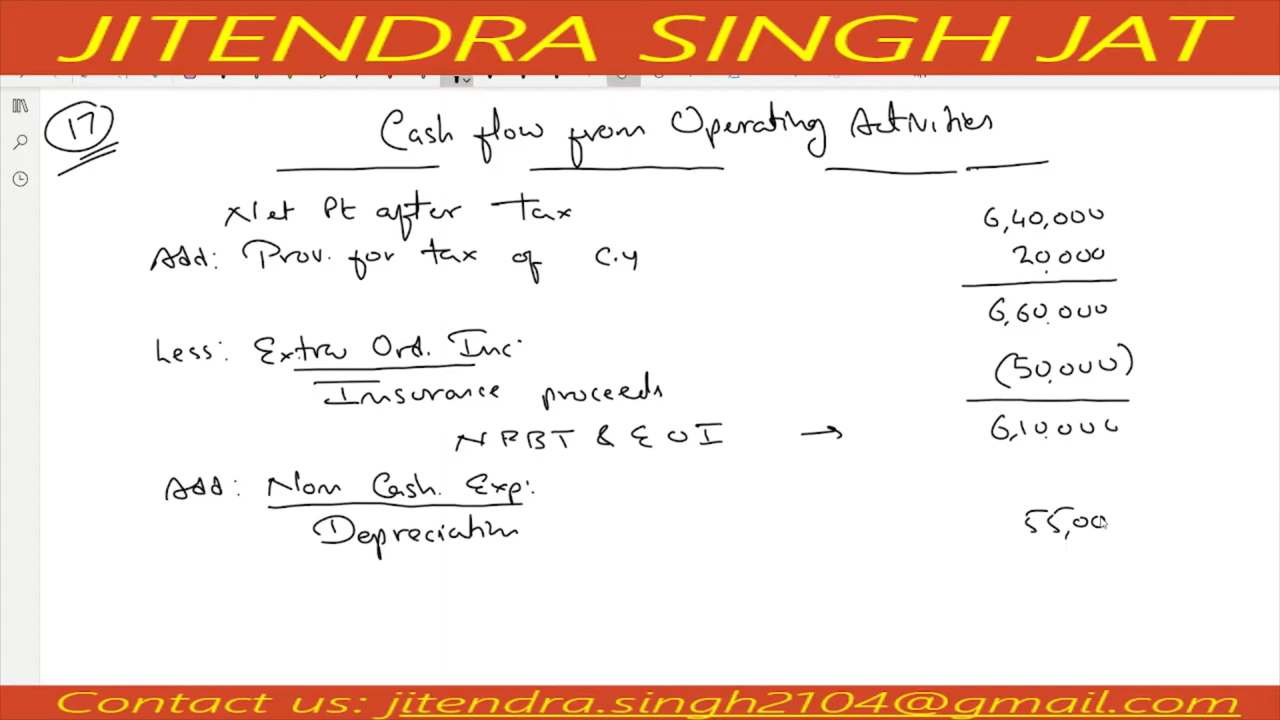 JITENDRA SINGH JAT
17 Cash flow from Operating Activities
Net Pt after Tax 6,40,000
Add: Prov. for tax of C.Y 20,000
6,60,000
Less: Extra Ord. Inc:
(50,000)
Insurance proceeds
NPBT & EOI → 6,10,000
Add: Non Cash. Exp:
Depreciation 55,00
Contact us: jitendra.singh2104@gmail.com